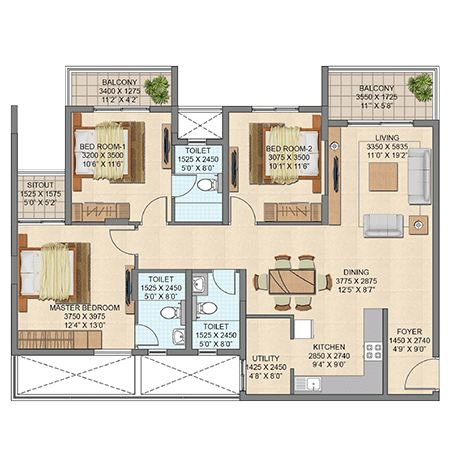 BALCONY
3400 X 1275
11'2" X 4'2"
BALCONY
3550 X 1725
11" X 5'8"
BED ROOM-1
3200 X 3500
10'6" X 11'6"
TOILET
1525 X 2450
5'0" X 8'0"
BED ROOM-2
3075 X 3500
10'1" X 11'6"
LIVING
3350 X 5835
11'0" X 19'2"
SITOUT
1525 X 1575
5'0" X 5'2"
MASTER BEDROOM
3750 X 3975
12'4" X 13'0"
TOILET
1525 X 2450
5'0" X 8'0"
TOILET
1525 X 2450
5'0" X 8'0"
DINING
3775 X 2875
12'5" X 8'7"
UTILITY
1425 X 2450
4'8" X 8'0"
KITCHEN
2850 X 2740
9'4" X 9'0"
FOYER
1450 X 2740
4'9" X 9'0"